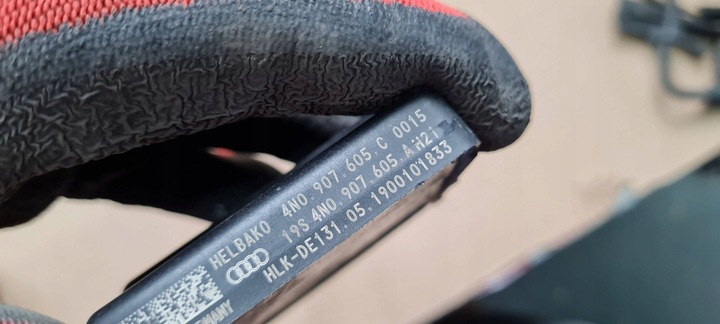 HELBAKO 4N0.907.605.C 0015
19S 4N0.907.605.A H21
HLK-DE131.05.1900101833